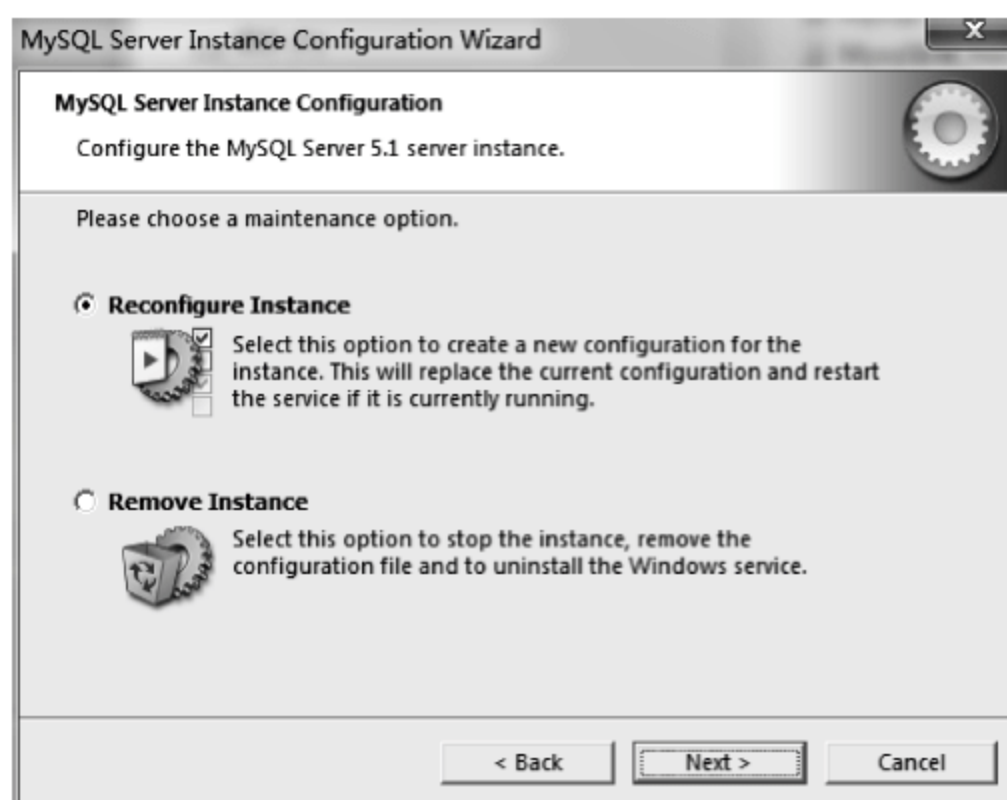 MySQL Server Instance Configuration Wizard
x
MySQL Server Instance Configuration
Configure the MySQL Server 5.1 server instance.
Please choose a maintenance option.
Reconfigure Instance
Select this option to create a new configuration for the
instance. This will replace the current configuration and restart
the service if it is currently running.
Remove Instance
Select this option to stop the instance, remove the
configuration file and to uninstall the Windows service.
< Back
Next >
Cancel